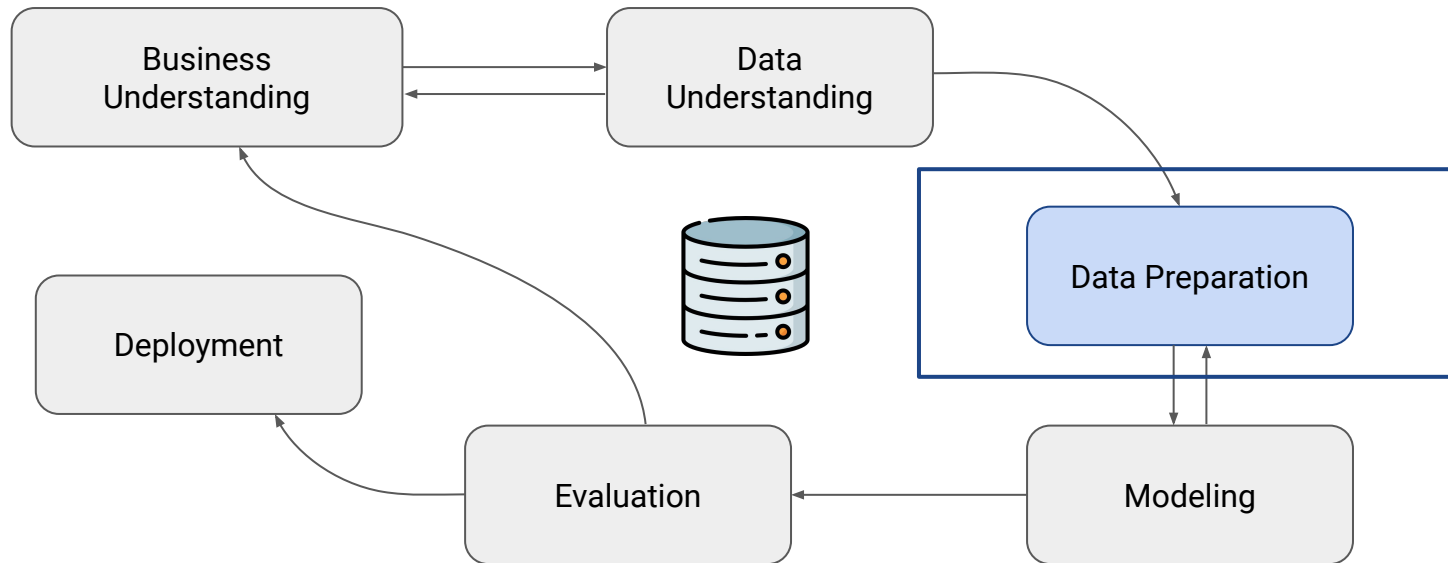 Business
Understanding
Data
Understanding
Data Preparation
Deployment
Evaluation
Modeling